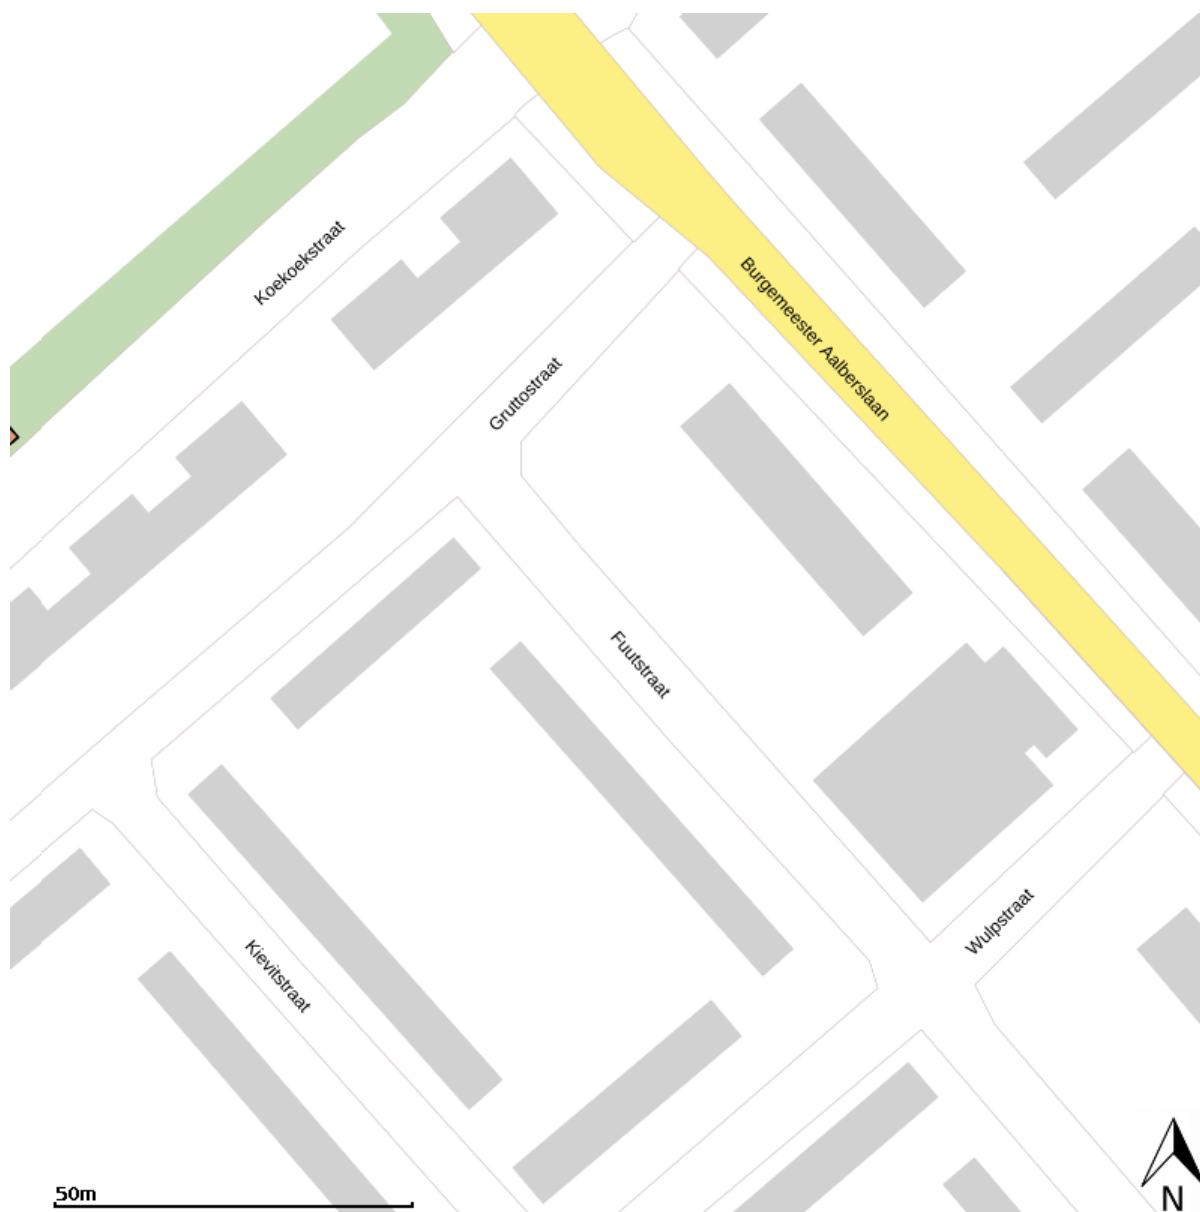 Koekoekstraat
Burgemeester Aalberslaan
Gruttostraat
Fuutstraat
Wulpstraat
Kievitstraat
50m
N